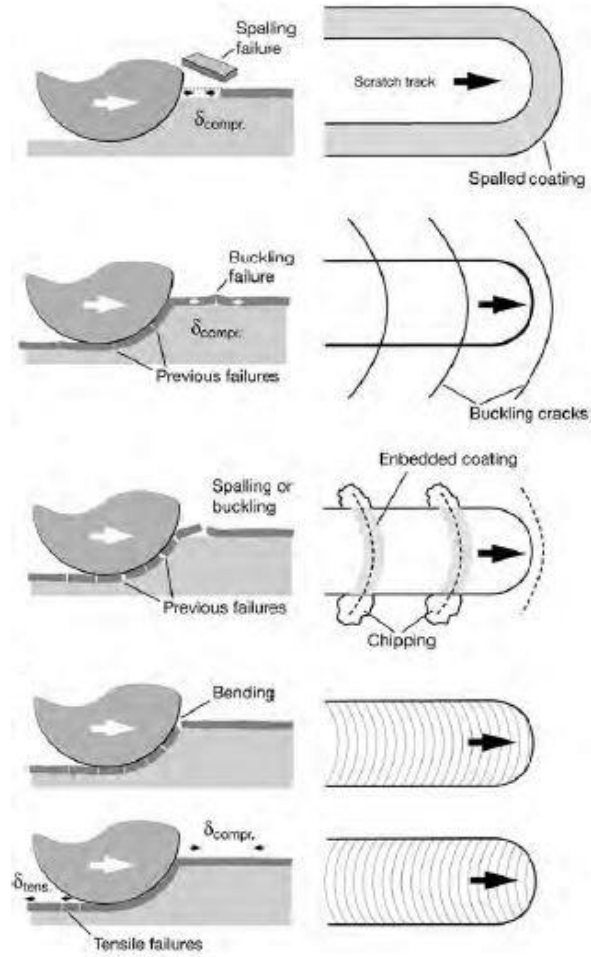 Spalling
failure
δcompr.
Scratch track
Spalled coating
Buckling
failure
δcompr.
Previous failures
Buckling cracks
Enbedded coating
Spalling or
buckling
Previous failures
Chipping
Bending
δcompr.
δtens.
Tensile failures